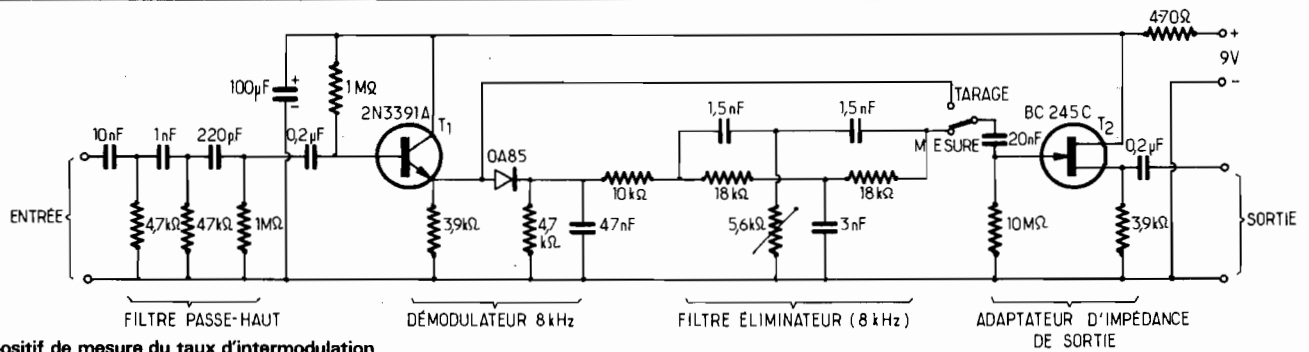 470Ω
+
9V
-
100µF
+
-
1MΩ
2N3391A
T1
TARAGE
1,5nF
1,5nF
BC 245C
T2
10nF
1nF
220pF
0,2µF
OA85
MESURE
20nF
0,2µF
10kΩ
18kΩ
18kΩ
ENTRÉE
4,7kΩ
47kΩ
1MΩ
3,9kΩ
4,7
kΩ
47nF
5,6kΩ
3nF
10MΩ
3,9kΩ
SORTIE
FILTRE PASSE-HAUT
DÉMODULATEUR 8kHz
FILTRE ÉLIMINATEUR (8kHz)
ADAPTATEUR D'IMPÉDANCE
DE SORTIE
ositif de mesure du taux d'intermodulation